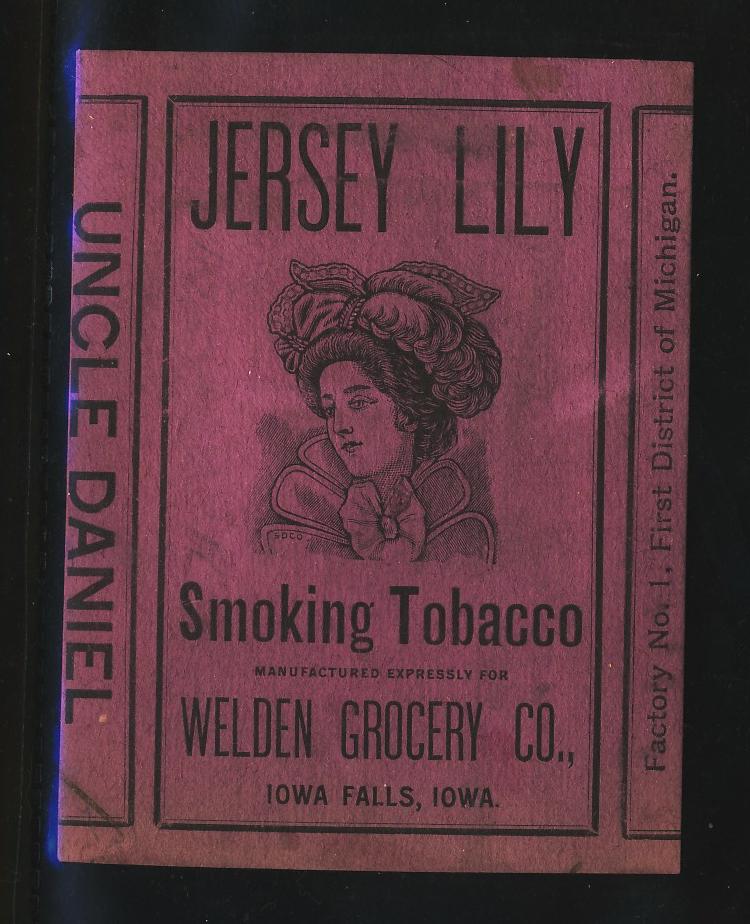 UNCLE DANIEL
JERSEY LILY
SDCO
Smoking Tobacco
MANUFACTURED EXPRESSLY FOR
WELDEN GROCERY CO.,
IOWA FALLS, IOWA.
Factory No. 1, First District of Michigan.